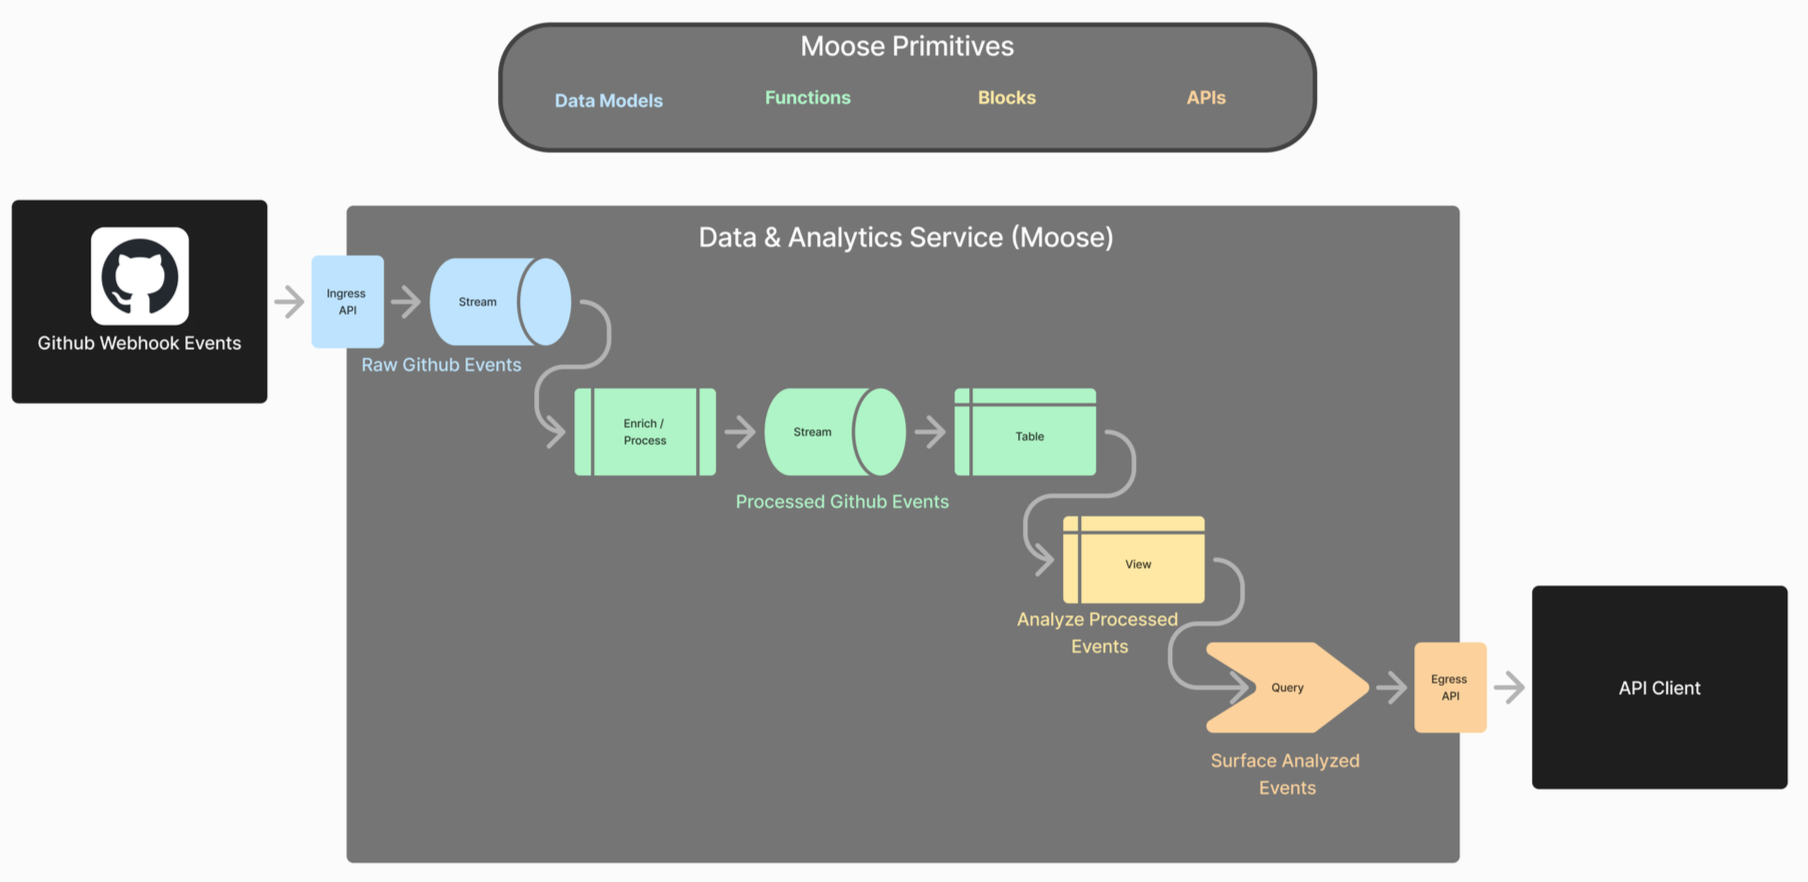 Moose Primitives
Data Models
Functions
Blocks
APIs
Data & Analytics Service (Moose)
Github Webhook Events
Ingress
API
Stream
Raw Github Events
Enrich /
Process
Stream
Table
Processed Github Events
View
Analyze Processed
Events
Query
Egress
API
Surface Analyzed
Events
API Client